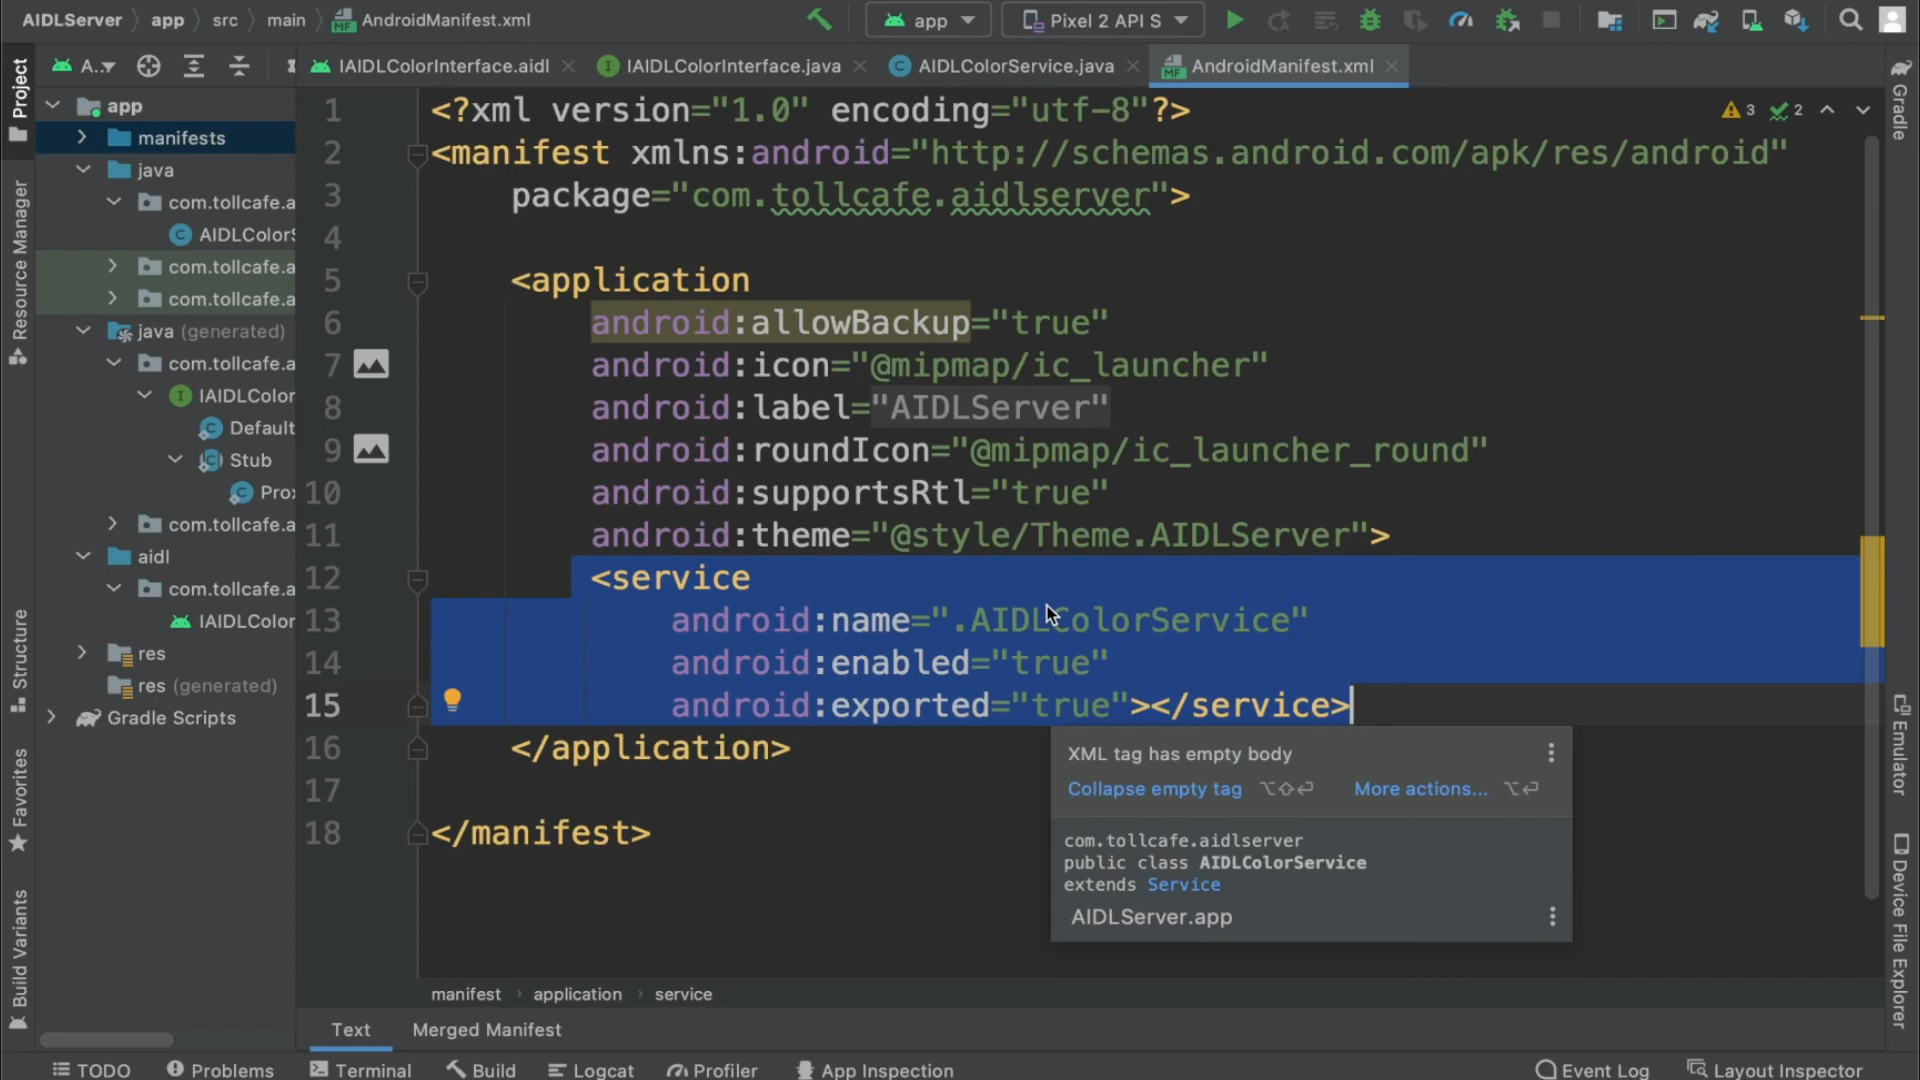 AIDLServer app src main AndroidManifest.xml
app Pixel 2 API S
A.. IAIDLColorInterface.aidl IAIDLColorInterface.java AIDLColorService.java AndroidManifest.xml
Project
Resource Manager
Structure
Favorites
Build Variants
app
manifests
java
com.tollcafe.a
AIDLColorS
com.tollcafe.a
com.tollcafe.a
java (generated)
com.tollcafe.a
IAIDLColor
Default
Stub
Prox
com.tollcafe.a
aidl
com.tollcafe.a
IAIDLColor
res
res (generated)
Gradle Scripts
3 2
1 <?xml version="1.0" encoding="utf-8"?>
2 <manifest xmlns:android="http://schemas.android.com/apk/res/android"
3 package="com.tollcafe.aidlserver">
4
5 <application
6 android:allowBackup="true"
7 android:icon="@mipmap/ic_launcher"
8 android:label="AIDLServer"
9 android:roundIcon="@mipmap/ic_launcher_round"
10 android:supportsRtl="true"
11 android:theme="@style/Theme.AIDLServer">
12 <service
13 android:name=".AIDLColorService"
14 android:enabled="true"
15 android:exported="true"></service>
16 </application>
17
18 </manifest>
XML tag has empty body
Collapse empty tag ⌥⇧⏎ More actions... ⌥⏎
com.tollcafe.aidlserver
public class AIDLColorService
extends Service
AIDLServer.app
Gradle
Emulator
Device File Explorer
manifest application service
Text Merged Manifest
TODO Problems Terminal Build Logcat Profiler App Inspection Event Log Layout Inspector